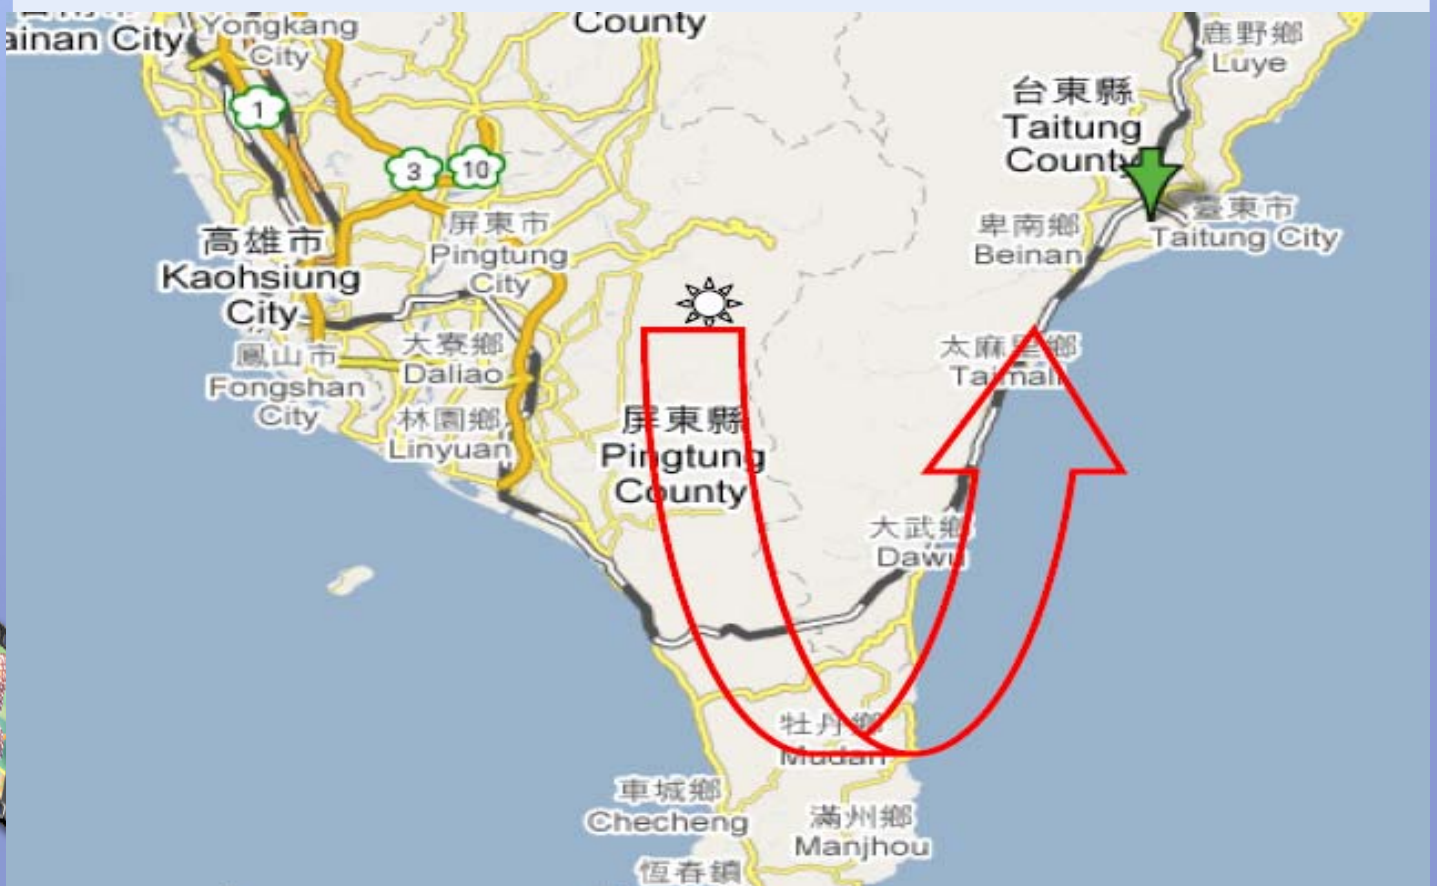 ainan City
Yongkang
City
County
鹿野鄉
Luye
1
台東縣
Taitung
County
3
10
高雄市
Kaohsiung
City
屏東市
Pingtung
City
卑南鄉
Beinan
臺東市
Taitung City
鳳山市
Fongshan
City
大寮鄉
Daliao
林園鄉
Linyuan
屏東縣
Pingtung
County
太麻里鄉
Taimali
大武鄉
Dawu
牡丹鄉
Mudan
車城鄉
Checheng
滿州鄉
Manjhou
恆春鎮